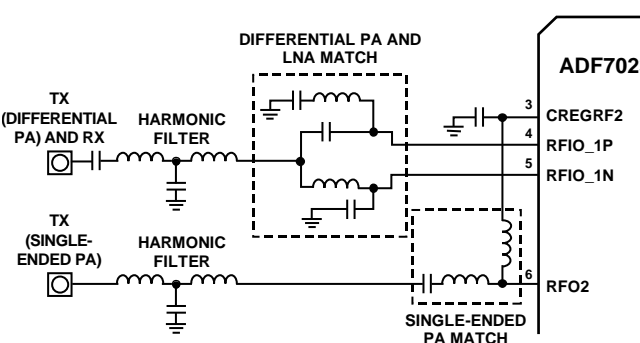 DIFFERENTIAL PA AND
LNA MATCH
ADF702
TX
(DIFFERENTIAL
PA) AND RX
HARMONIC
FILTER
3
CREGRF2
4
RFIO_1P
5
RFIO_1N
TX
(SINGLE-
ENDED PA)
HARMONIC
FILTER
6
RFO2
SINGLE-ENDED
PA MATCH